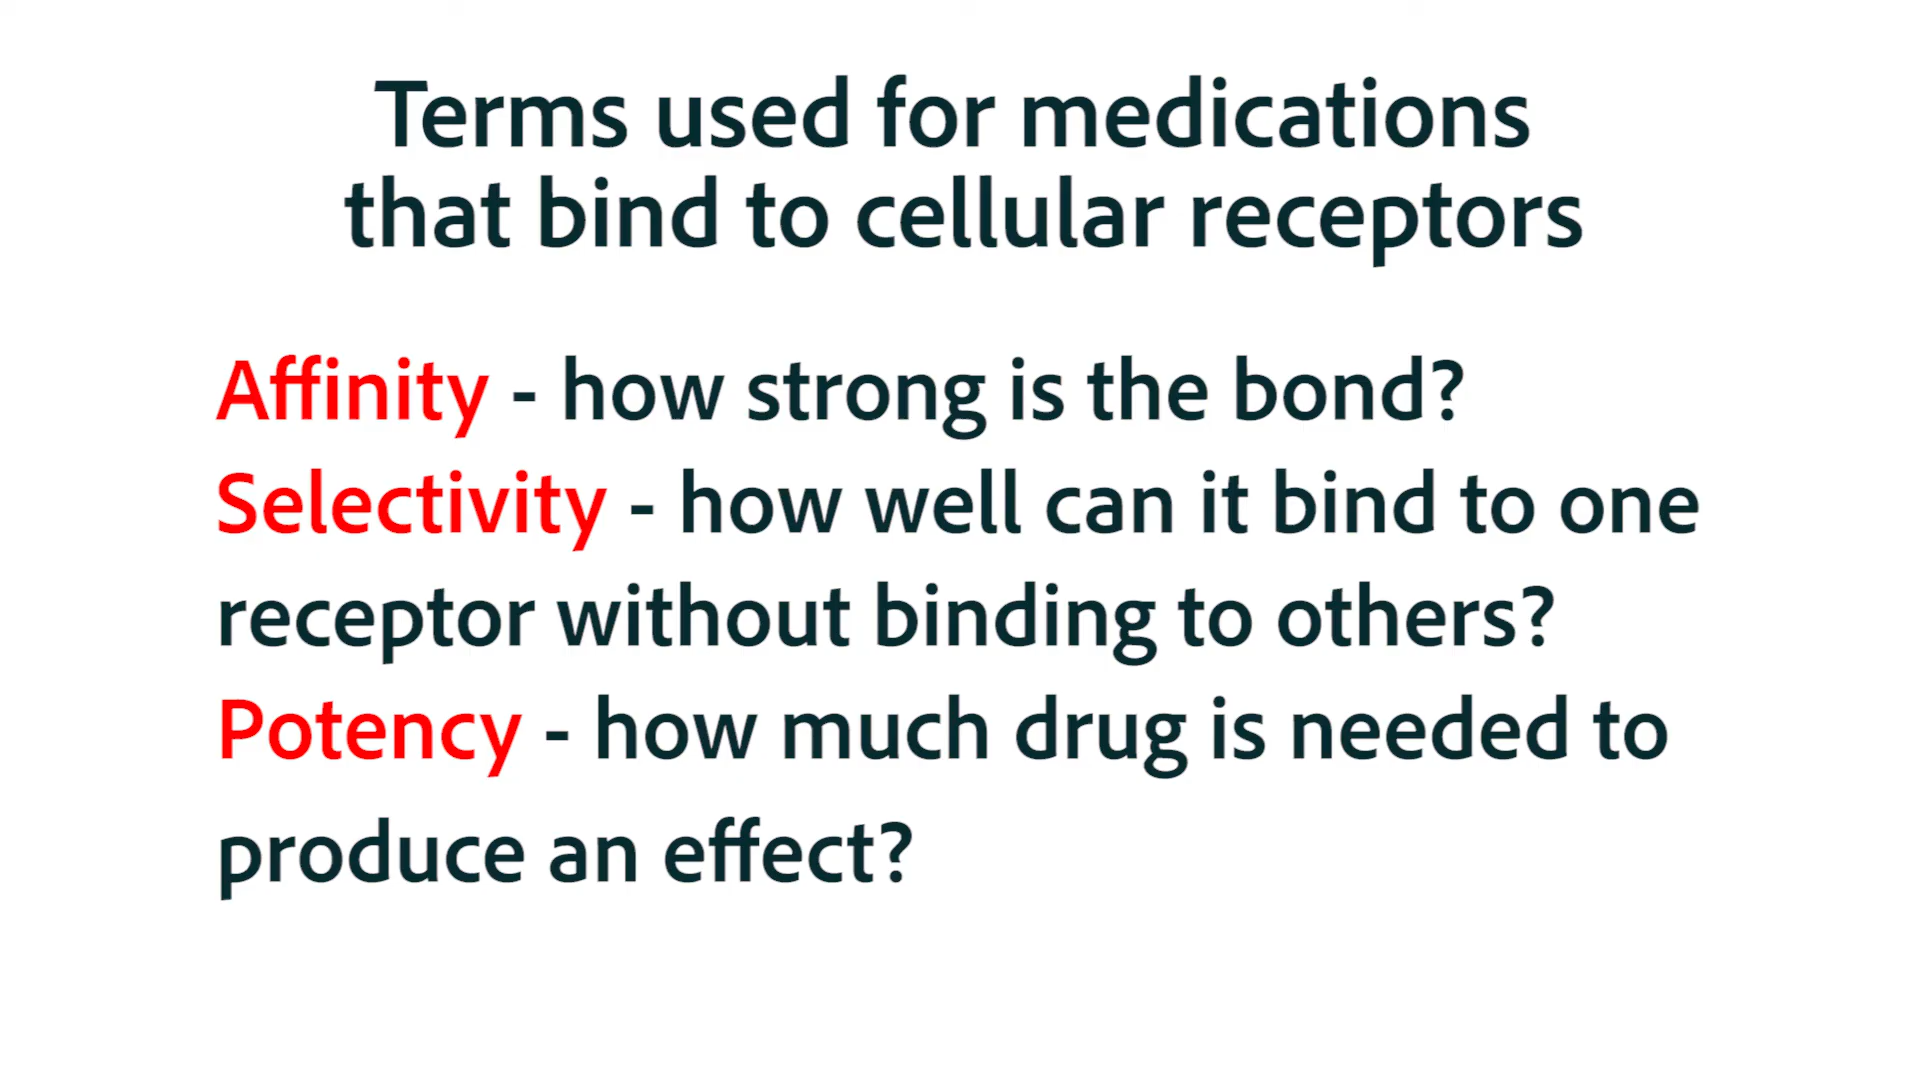 Terms used for medications
that bind to cellular receptors
Affinity - how strong is the bond?
Selectivity - how well can it bind to one
receptor without binding to others?
Potency - how much drug is needed to
produce an effect?